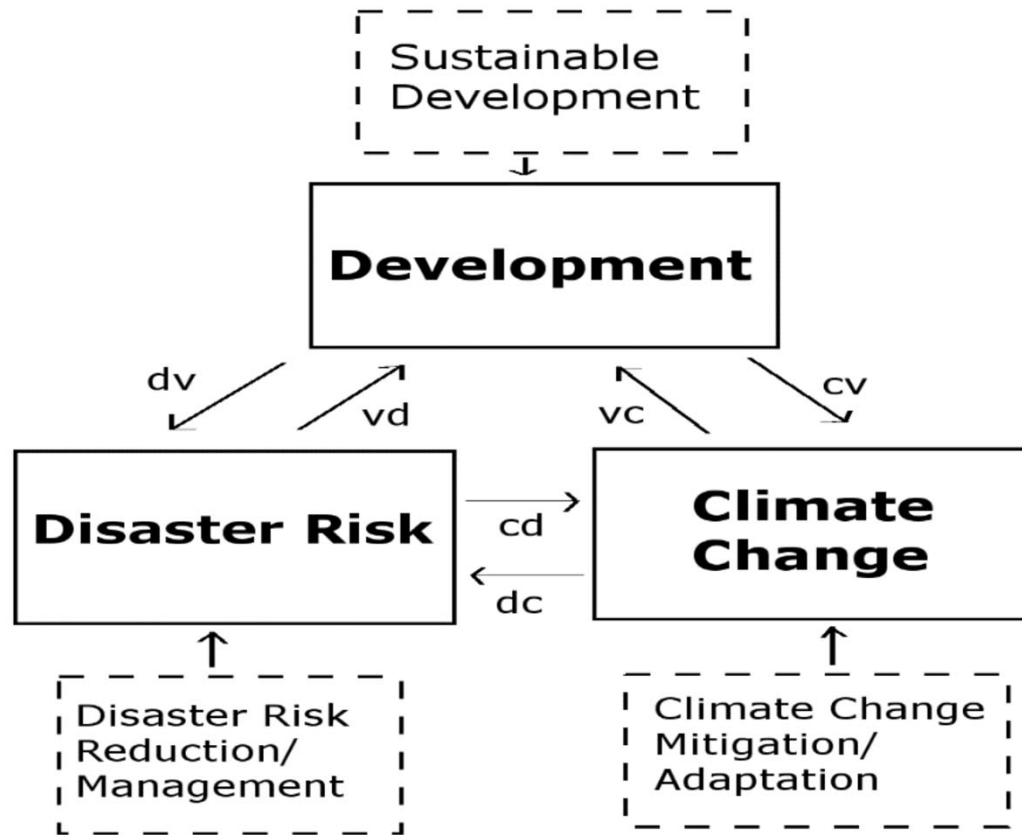 Sustainable
Development
Development
dv
vd
vc
cv
Disaster Risk
cd
dc
Climate
Change
Disaster Risk
Reduction/
Management
Climate Change
Mitigation/
Adaptation